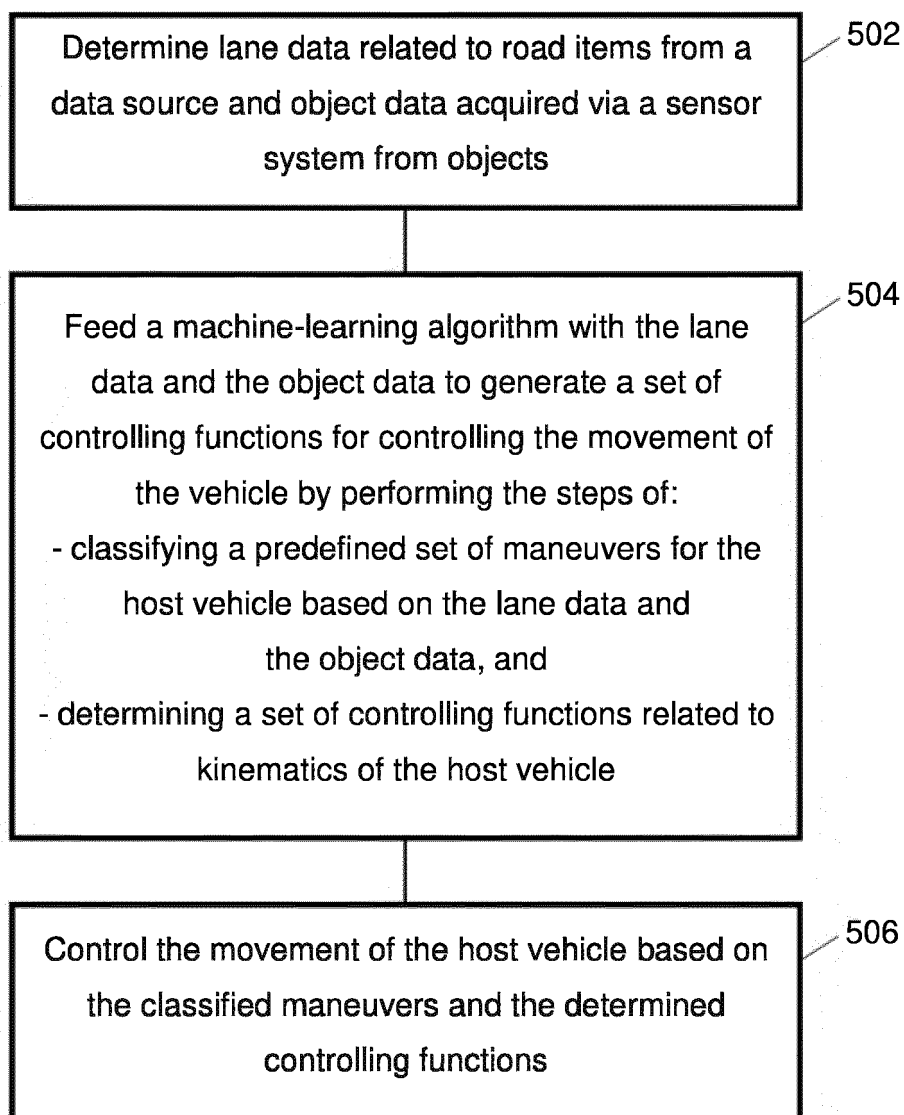 Determine lane data related to road items from a
data source and object data acquired via a sensor
system from objects
502
Feed a machine-learning algorithm with the lane
data and the object data to generate a set of
controlling functions for controlling the movement of
the vehicle by performing the steps of:
- classifying a predefined set of maneuvers for the
host vehicle based on the lane data and
the object data, and
- determining a set of controlling functions related to
kinematics of the host vehicle
504
Control the movement of the host vehicle based on
the classified maneuvers and the determined
controlling functions
506